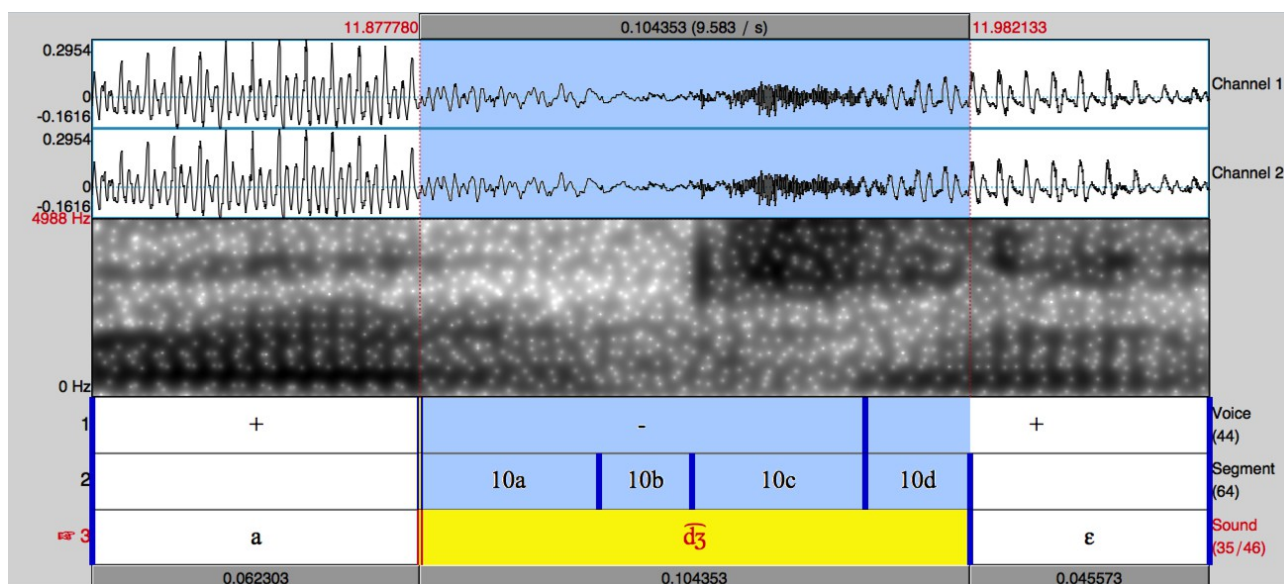 11.877780 0.104353 (9.583 / s) 11.982133
0.2954
0
-0.1616
Channel 1
0.2954
0
-0.1616
Channel 2
4988 Hz
0 Hz
1 + - + Voice
(44)
2 10a 10b 10c 10d Segment
(64)
☞ 3 a d͡ʒ ɛ Sound
(35/46)
0.062303 0.104353 0.045573